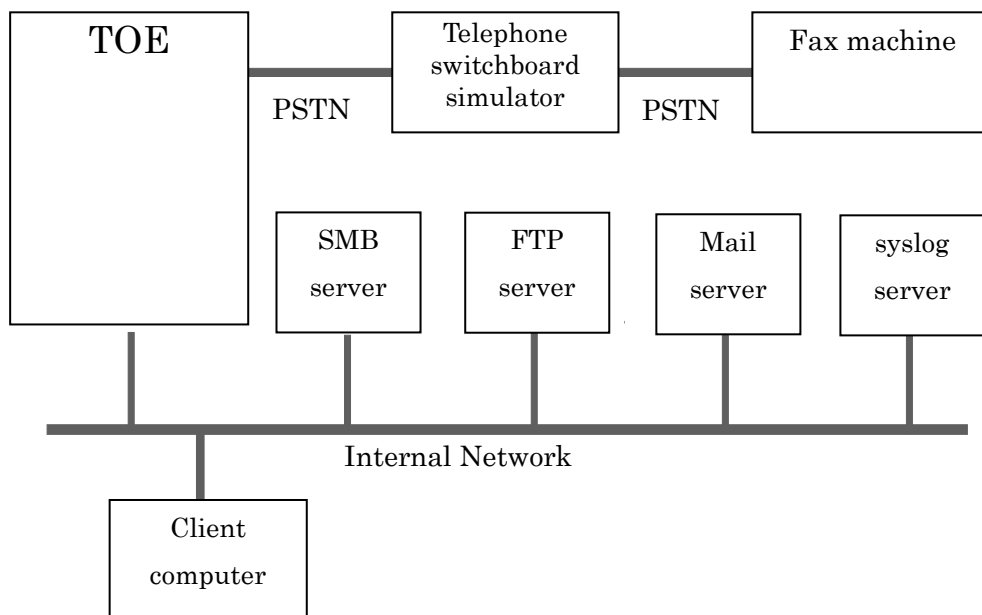 TOE
Telephone
switchboard
simulator
Fax machine
PSTN
PSTN
SMB
server
FTP
server
Mail
server
syslog
server
Internal Network
Client
computer